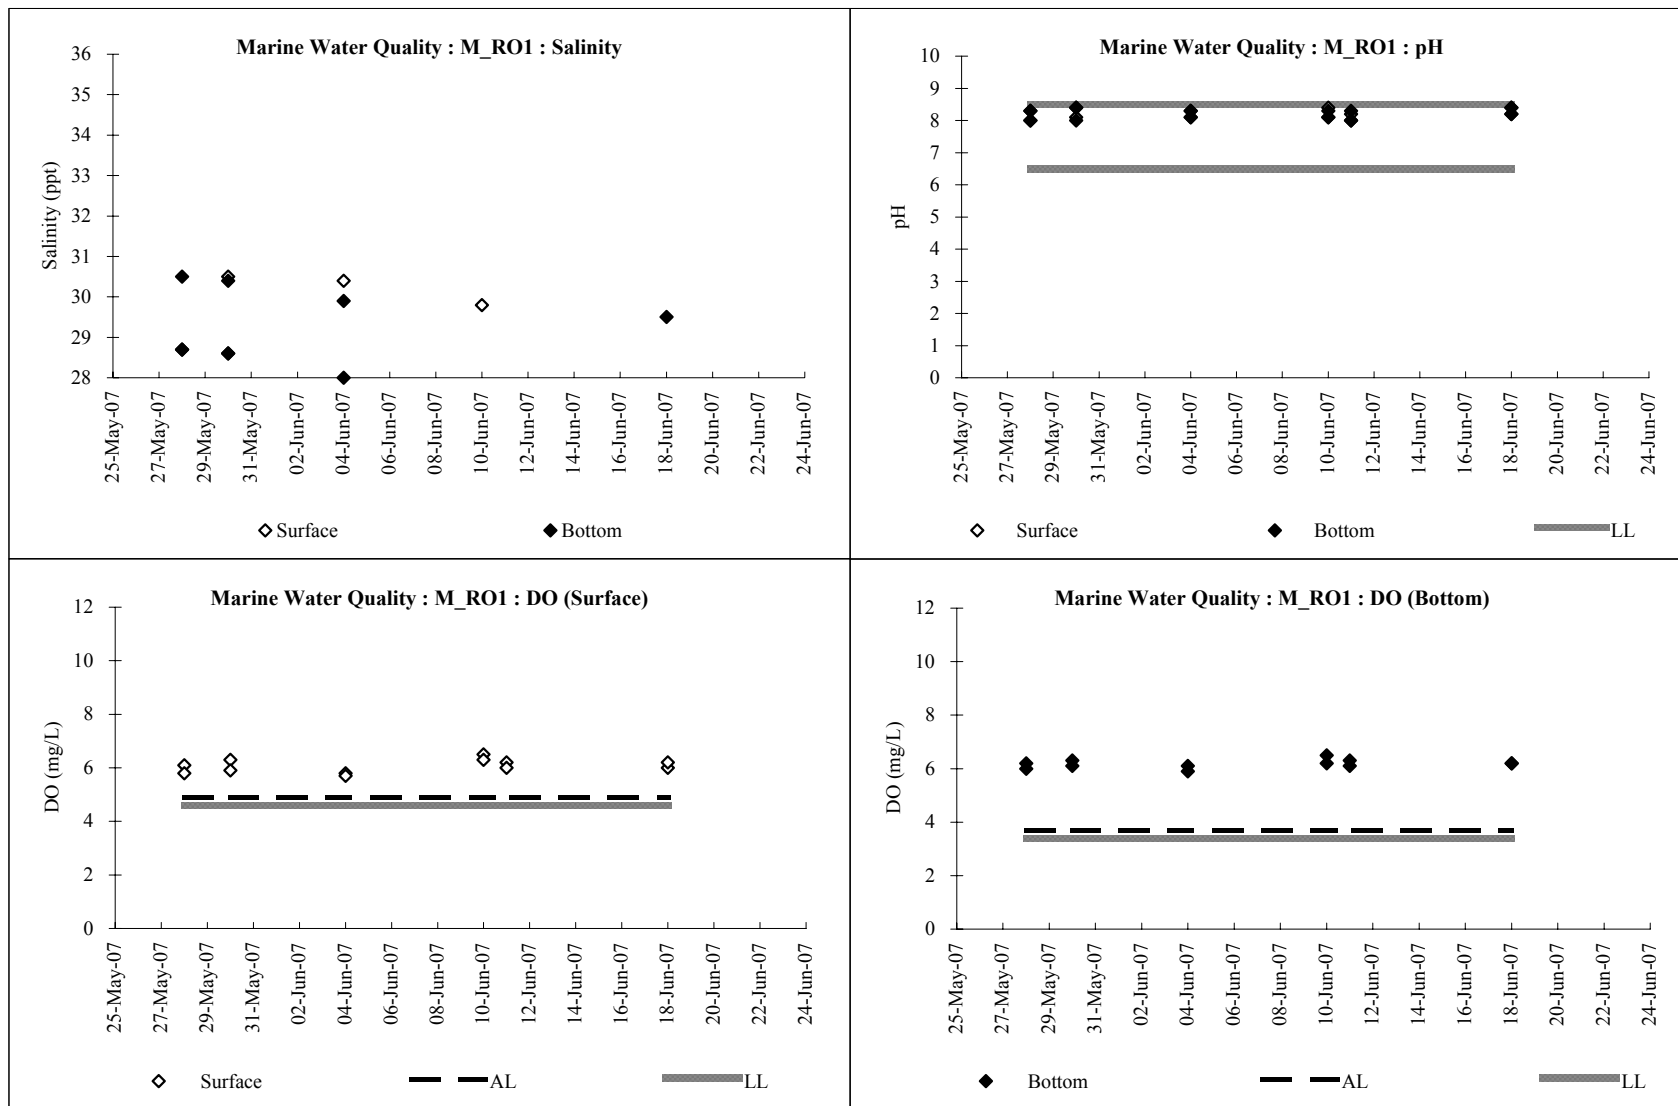 Marine Water Quality : M_RO1 : Salinity
36
35
34
33
32
31
30
29
28
Salinity (ppt)
25-May-07
27-May-07
29-May-07
31-May-07
02-Jun-07
04-Jun-07
06-Jun-07
08-Jun-07
10-Jun-07
12-Jun-07
14-Jun-07
16-Jun-07
18-Jun-07
20-Jun-07
22-Jun-07
24-Jun-07
Surface Bottom
Marine Water Quality : M_RO1 : pH
10
9
8
7
6
5
4
3
2
1
0
pH
25-May-07
27-May-07
29-May-07
31-May-07
02-Jun-07
04-Jun-07
06-Jun-07
08-Jun-07
10-Jun-07
12-Jun-07
14-Jun-07
16-Jun-07
18-Jun-07
20-Jun-07
22-Jun-07
24-Jun-07
Surface Bottom LL
Marine Water Quality : M_RO1 : DO (Surface)
12
10
8
6
4
2
0
DO (mg/L)
25-May-07
27-May-07
29-May-07
31-May-07
02-Jun-07
04-Jun-07
06-Jun-07
08-Jun-07
10-Jun-07
12-Jun-07
14-Jun-07
16-Jun-07
18-Jun-07
20-Jun-07
22-Jun-07
24-Jun-07
Surface AL LL
Marine Water Quality : M_RO1 : DO (Bottom)
12
10
8
6
4
2
0
DO (mg/L)
25-May-07
27-May-07
29-May-07
31-May-07
02-Jun-07
04-Jun-07
06-Jun-07
08-Jun-07
10-Jun-07
12-Jun-07
14-Jun-07
16-Jun-07
18-Jun-07
20-Jun-07
22-Jun-07
24-Jun-07
Bottom AL LL